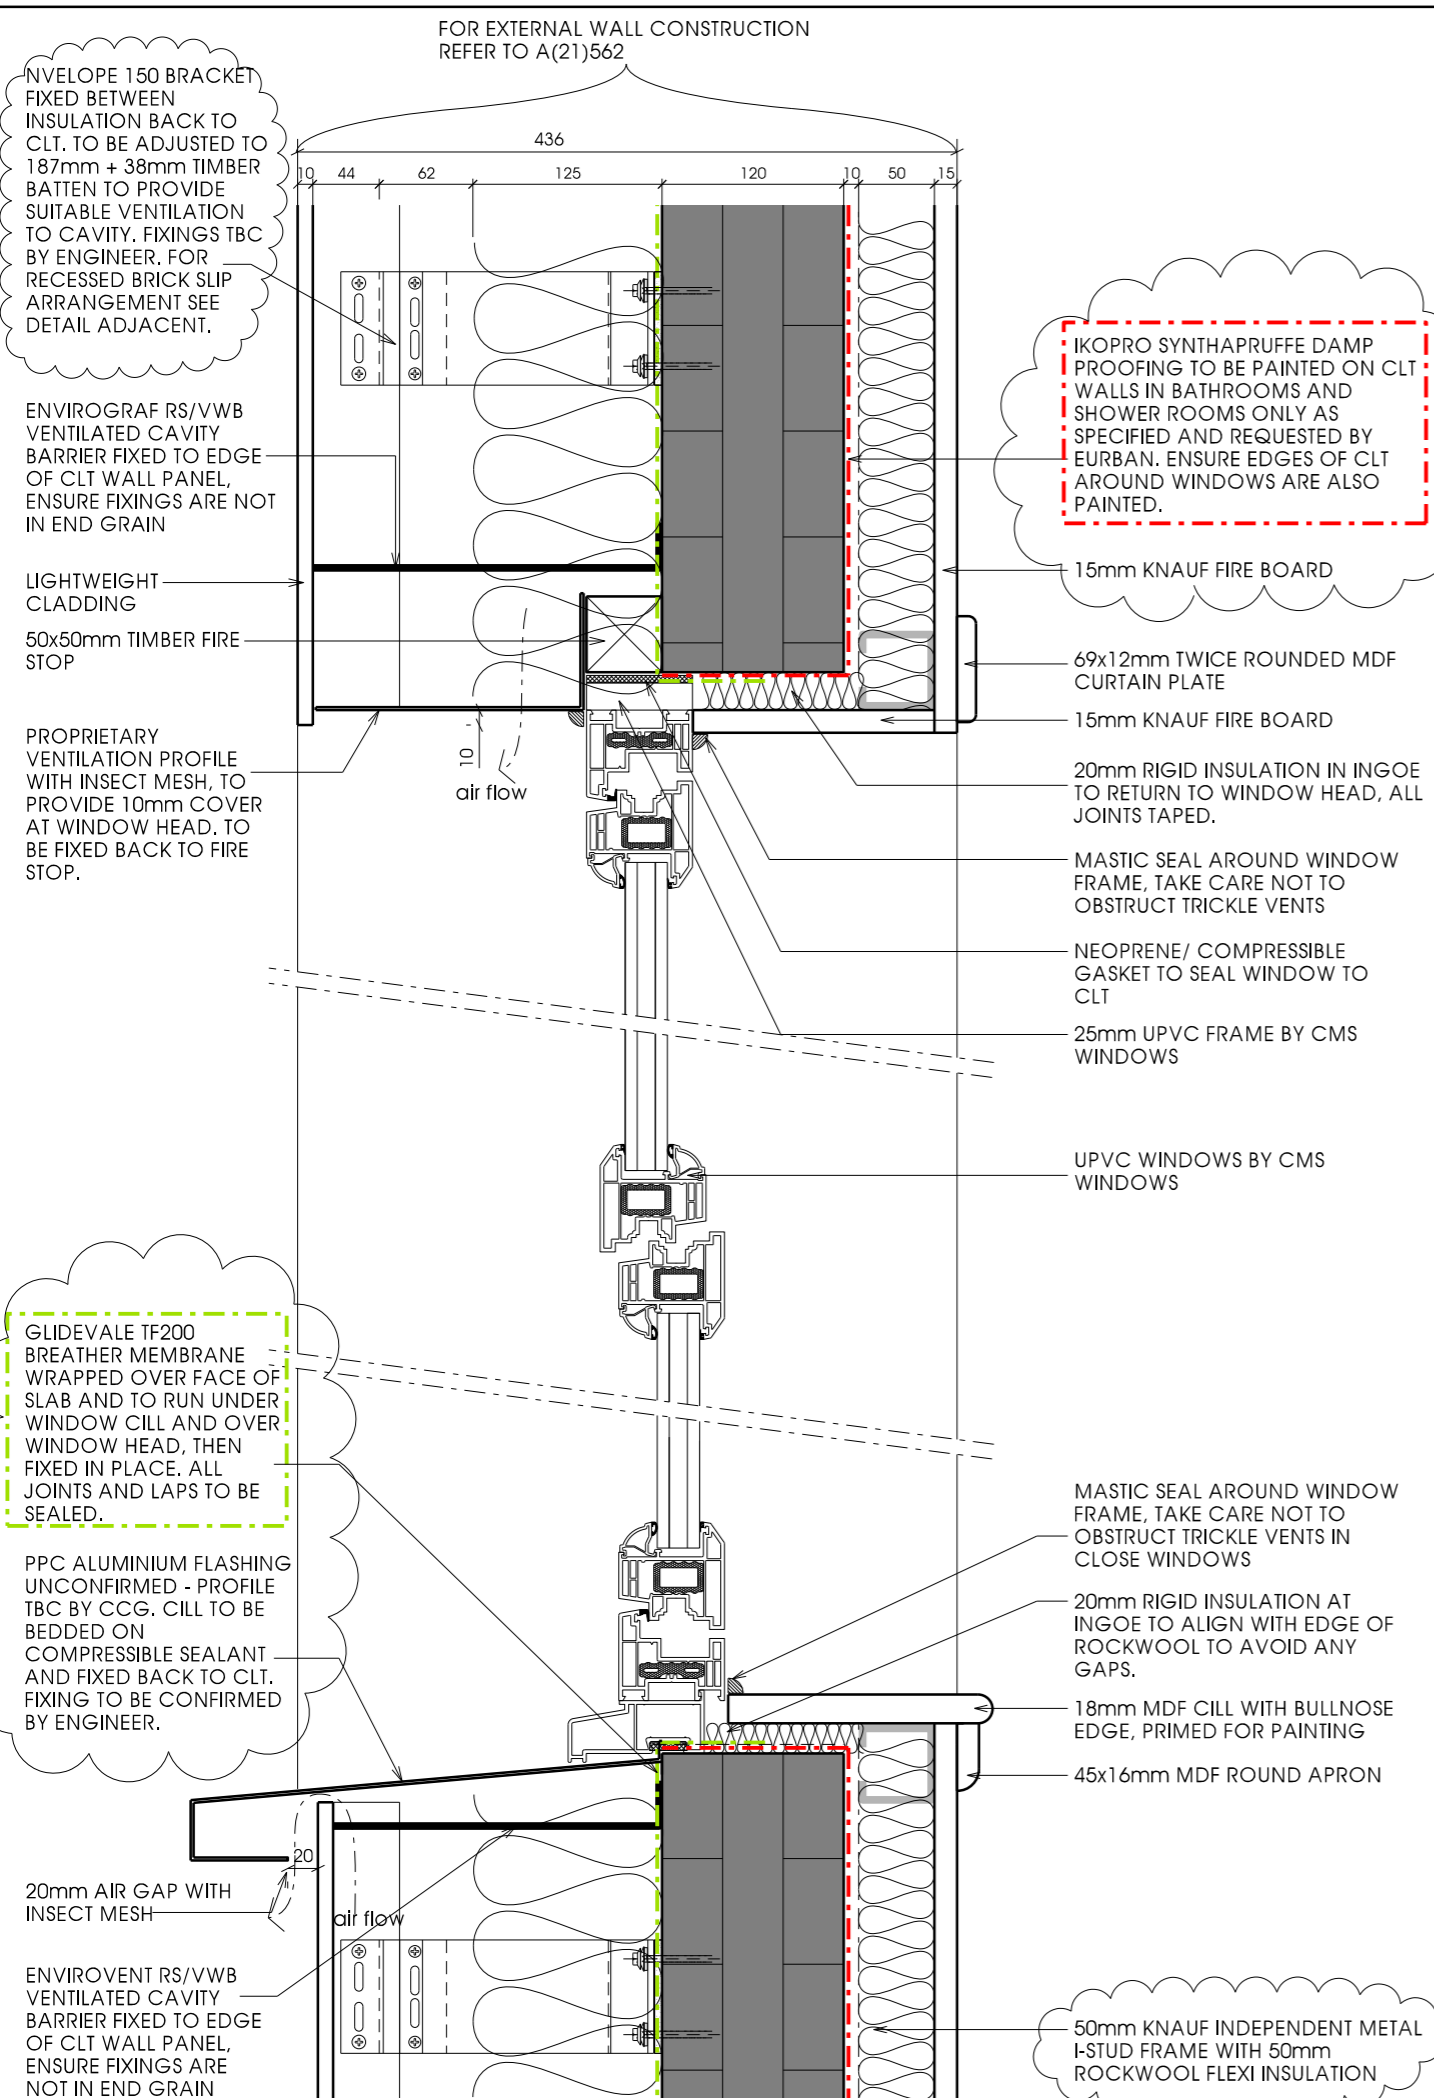 FOR EXTERNAL WALL CONSTRUCTION
REFER TO A(21)562
NVELOPE 150 BRACKET
FIXED BETWEEN
INSULATION BACK TO
CLT. TO BE ADJUSTED TO
187mm + 38mm TIMBER
BATTEN TO PROVIDE
SUITABLE VENTILATION
TO CAVITY. FIXINGS TBC
BY ENGINEER. FOR
RECESSED BRICK SLIP
ARRANGEMENT SEE
DETAIL ADJACENT.
436
10 44 62 125 120 10 50 15
ENVIROGRAF RS/VWB
VENTILATED CAVITY
BARRIER FIXED TO EDGE
OF CLT WALL PANEL,
ENSURE FIXINGS ARE NOT
IN END GRAIN
LIGHTWEIGHT
CLADDING
50x50mm TIMBER FIRE
STOP
PROPRIETARY
VENTILATION PROFILE
WITH INSECT MESH, TO
PROVIDE 10mm COVER
AT WINDOW HEAD. TO
BE FIXED BACK TO FIRE
STOP.
10
air flow
IKOPRO SYNTHAPRUFFE DAMP
PROOFING TO BE PAINTED ON CLT
WALLS IN BATHROOMS AND
SHOWER ROOMS ONLY AS
SPECIFIED AND REQUESTED BY
EURBAN. ENSURE EDGES OF CLT
AROUND WINDOWS ARE ALSO
PAINTED.
15mm KNAUF FIRE BOARD
69x12mm TWICE ROUNDED MDF
CURTAIN PLATE
15mm KNAUF FIRE BOARD
20mm RIGID INSULATION IN INGOE
TO RETURN TO WINDOW HEAD, ALL
JOINTS TAPED.
MASTIC SEAL AROUND WINDOW
FRAME, TAKE CARE NOT TO
OBSTRUCT TRICKLE VENTS
NEOPRENE/ COMPRESSIBLE
GASKET TO SEAL WINDOW TO
CLT
25mm UPVC FRAME BY CMS
WINDOWS
UPVC WINDOWS BY CMS
WINDOWS
GLIDEVALE TF200
BREATHER MEMBRANE
WRAPPED OVER FACE OF
SLAB AND TO RUN UNDER
WINDOW CILL AND OVER
WINDOW HEAD, THEN
FIXED IN PLACE. ALL
JOINTS AND LAPS TO BE
SEALED.
PPC ALUMINIUM FLASHING
UNCONFIRMED - PROFILE
TBC BY CCG. CILL TO BE
BEDDED ON
COMPRESSIBLE SEALANT
AND FIXED BACK TO CLT.
FIXING TO BE CONFIRMED
BY ENGINEER.
20
20mm AIR GAP WITH
INSECT MESH
air flow
ENVIROVENT RS/VWB
VENTILATED CAVITY
BARRIER FIXED TO EDGE
OF CLT WALL PANEL,
ENSURE FIXINGS ARE
NOT IN END GRAIN
MASTIC SEAL AROUND WINDOW
FRAME, TAKE CARE NOT TO
OBSTRUCT TRICKLE VENTS IN
CLOSE WINDOWS
20mm RIGID INSULATION AT
INGOE TO ALIGN WITH EDGE OF
ROCKWOOL TO AVOID ANY
GAPS.
18mm MDF CILL WITH BULLNOSE
EDGE, PRIMED FOR PAINTING
45x16mm MDF ROUND APRON
50mm KNAUF INDEPENDENT METAL
I-STUD FRAME WITH 50mm
ROCKWOOL FLEXI INSULATION